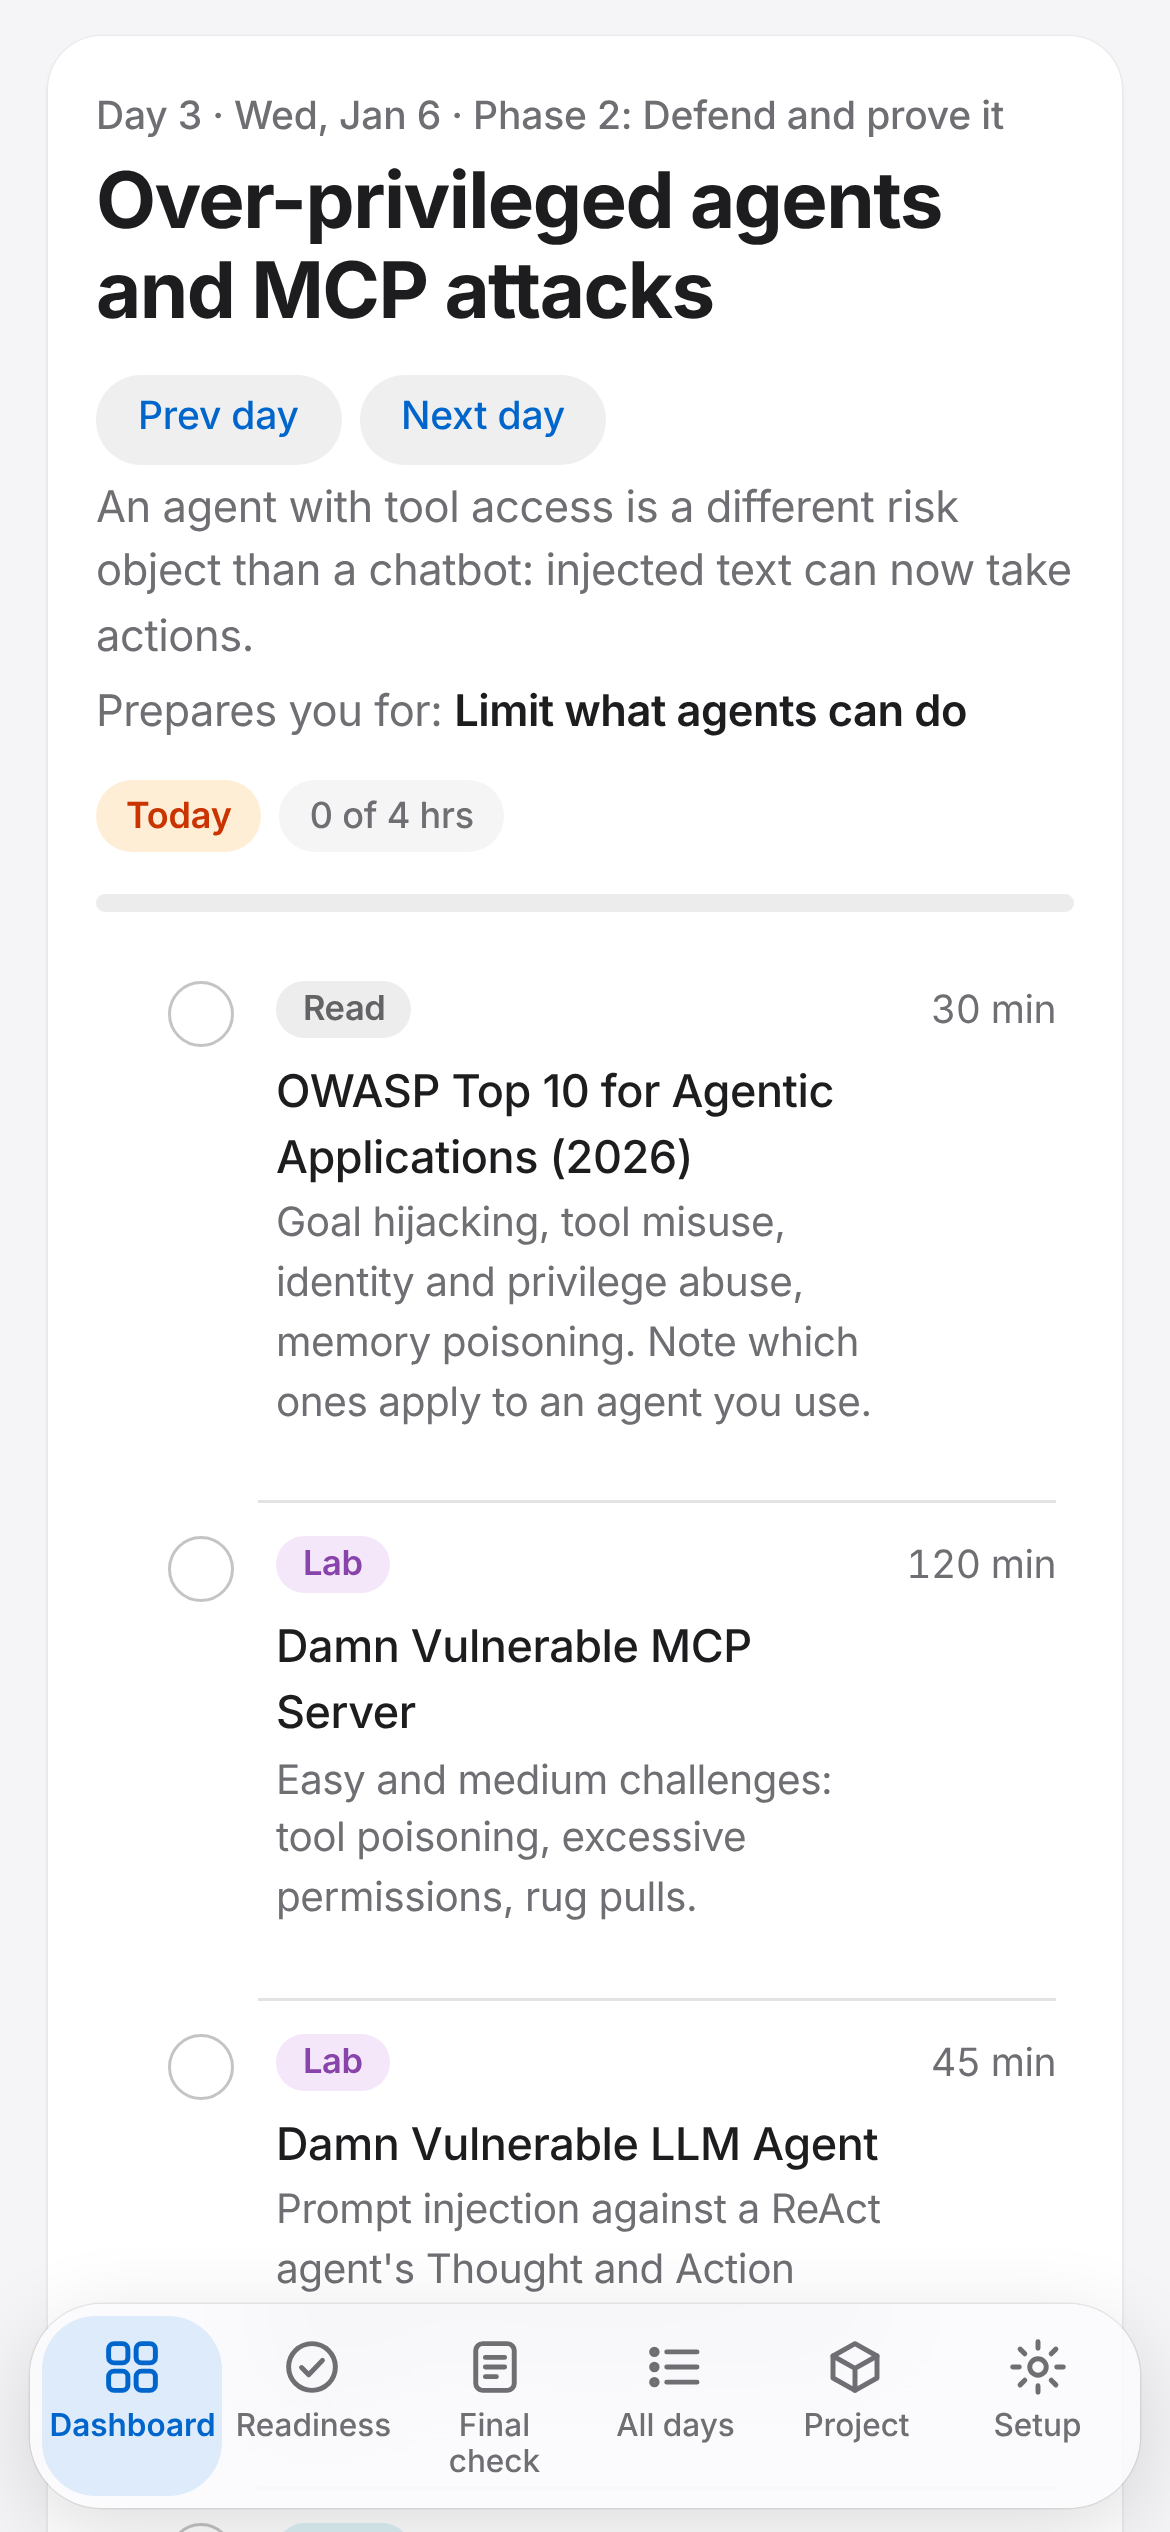 Day 3 · Wed, Jan 6 · Phase 2: Defend and prove it
Over-privileged agents
and MCP attacks
Prev day
Next day
An agent with tool access is a different risk
object than a chatbot: injected text can now take
actions.
Prepares you for: Limit what agents can do
Today
0 of 4 hrs
Read
30 min
OWASP Top 10 for Agentic
Applications (2026)
Goal hijacking, tool misuse,
identity and privilege abuse,
memory poisoning. Note which
ones apply to an agent you use.
Lab
120 min
Damn Vulnerable MCP
Server
Easy and medium challenges:
tool poisoning, excessive
permissions, rug pulls.
Lab
45 min
Damn Vulnerable LLM Agent
Prompt injection against a ReAct
agent's Thought and Action
Dashboard
Readiness
Final
check
All days
Project
Setup